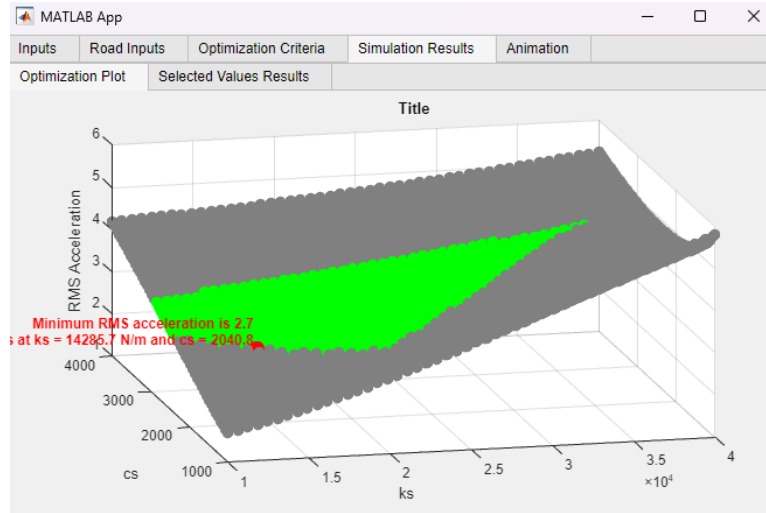 MATLAB App
Inputs Road Inputs Optimization Criteria Simulation Results Animation
Optimization Plot Selected Values Results
Title
6
5
4
3
2
RMS Acceleration
Minimum RMS acceleration is 2.7
s at ks = 14285.7 N/m and cs = 2040.8
4000
3000
2000
1000
cs
1
1.5
2
2.5
3
3.5
4
×10⁴
ks